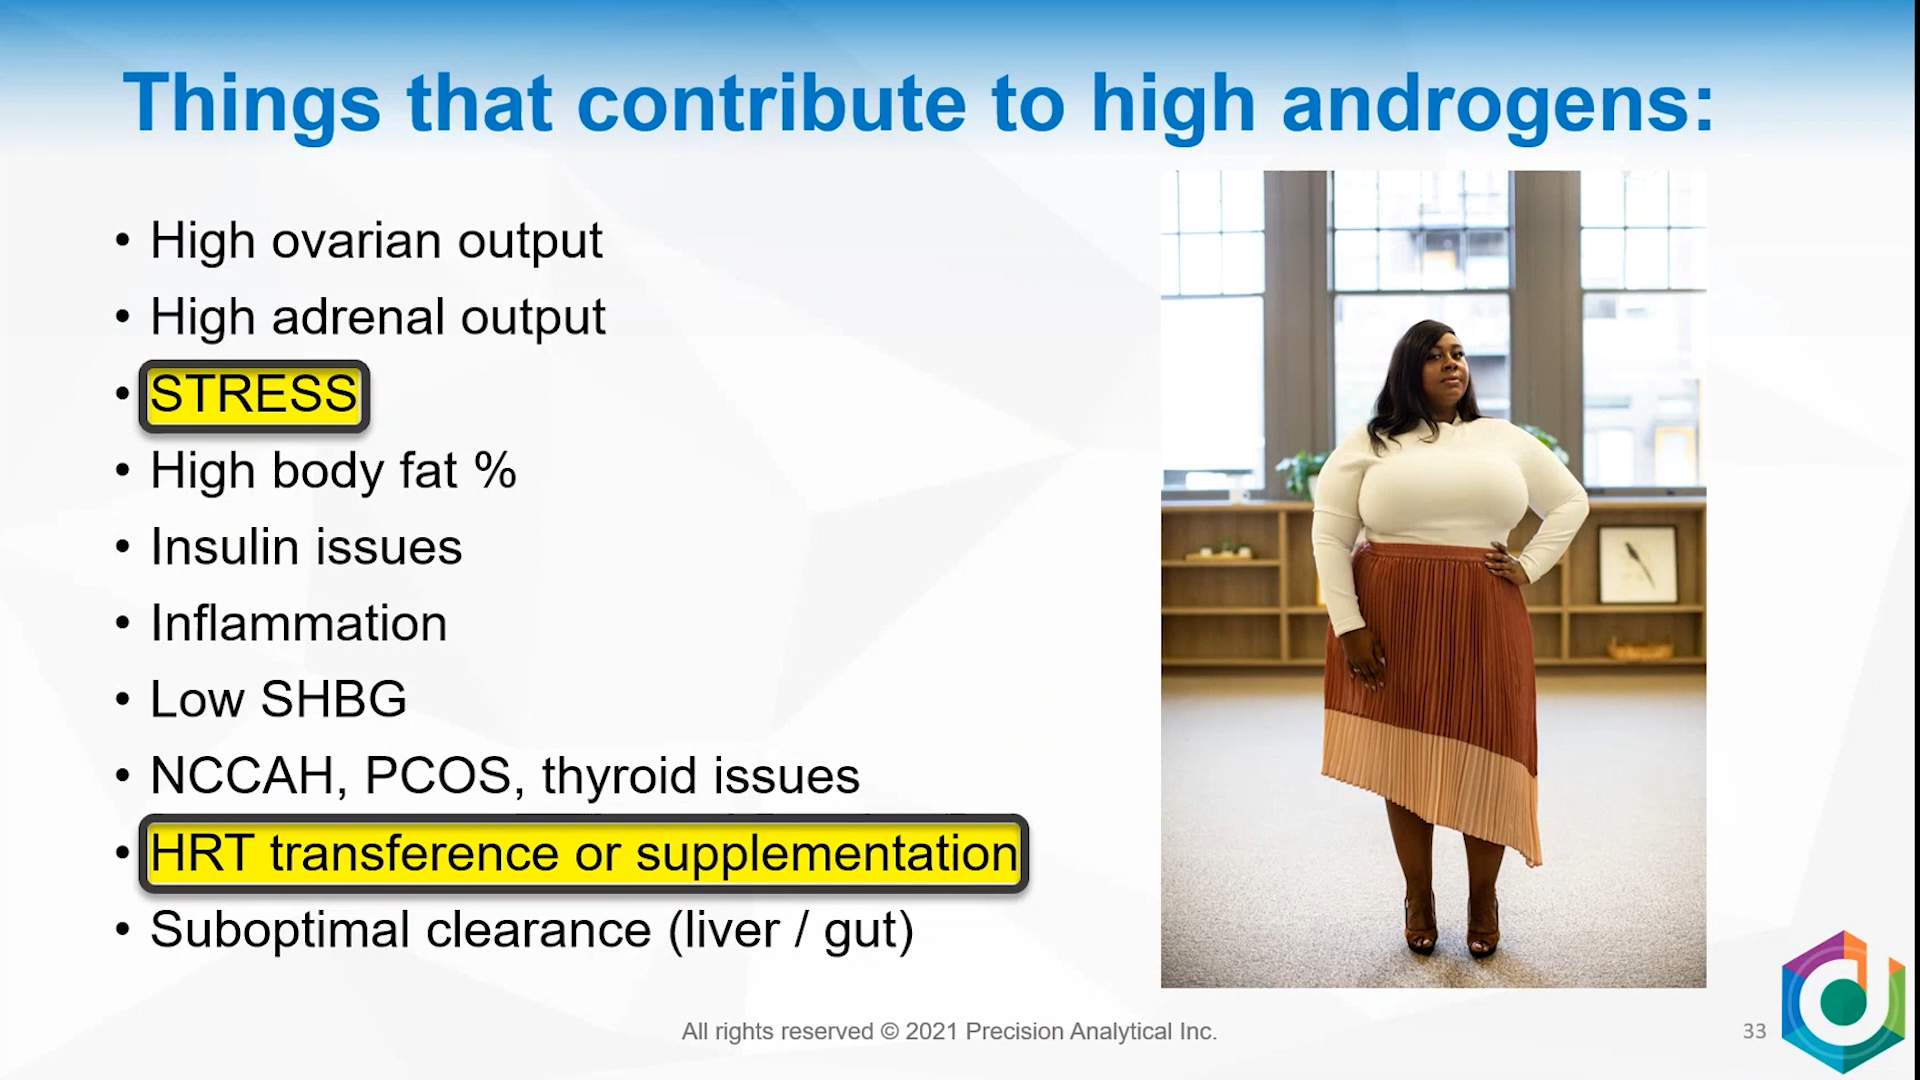 Things that contribute to high androgens:
• High ovarian output
• High adrenal output
• STRESS
• High body fat %
• Insulin issues
• Inflammation
• Low SHBG
• NCCAH, PCOS, thyroid issues
• HRT transference or supplementation
• Suboptimal clearance (liver / gut)
All rights reserved © 2021 Precision Analytical Inc.
33